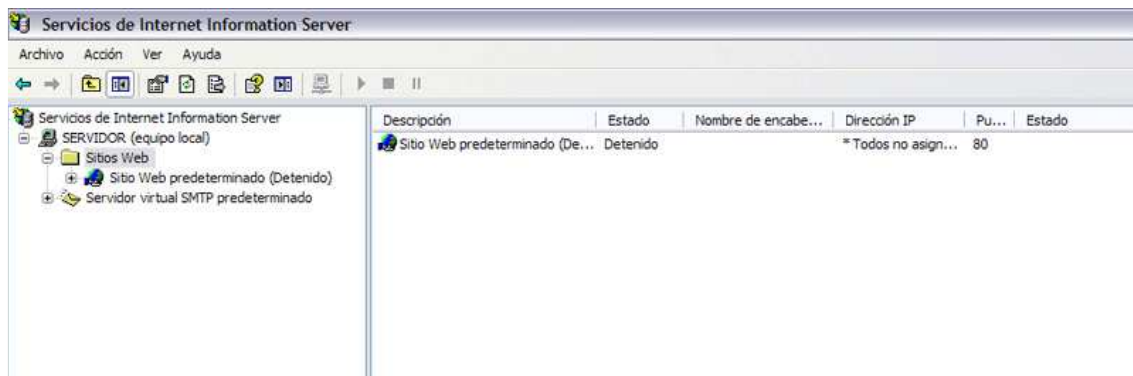 Servicios de Internet Information Server
Archivo Acción Ver Ayuda
Servicios de Internet Information Server
SERVIDOR (equipo local)
Sitios Web
Sitio Web predeterminado (Detenido)
Servidor virtual SMTP predeterminado
Descripción Estado Nombre de encabe... Dirección IP Pu... Estado
Sitio Web predeterminado (De... Detenido * Todos no asign... 80